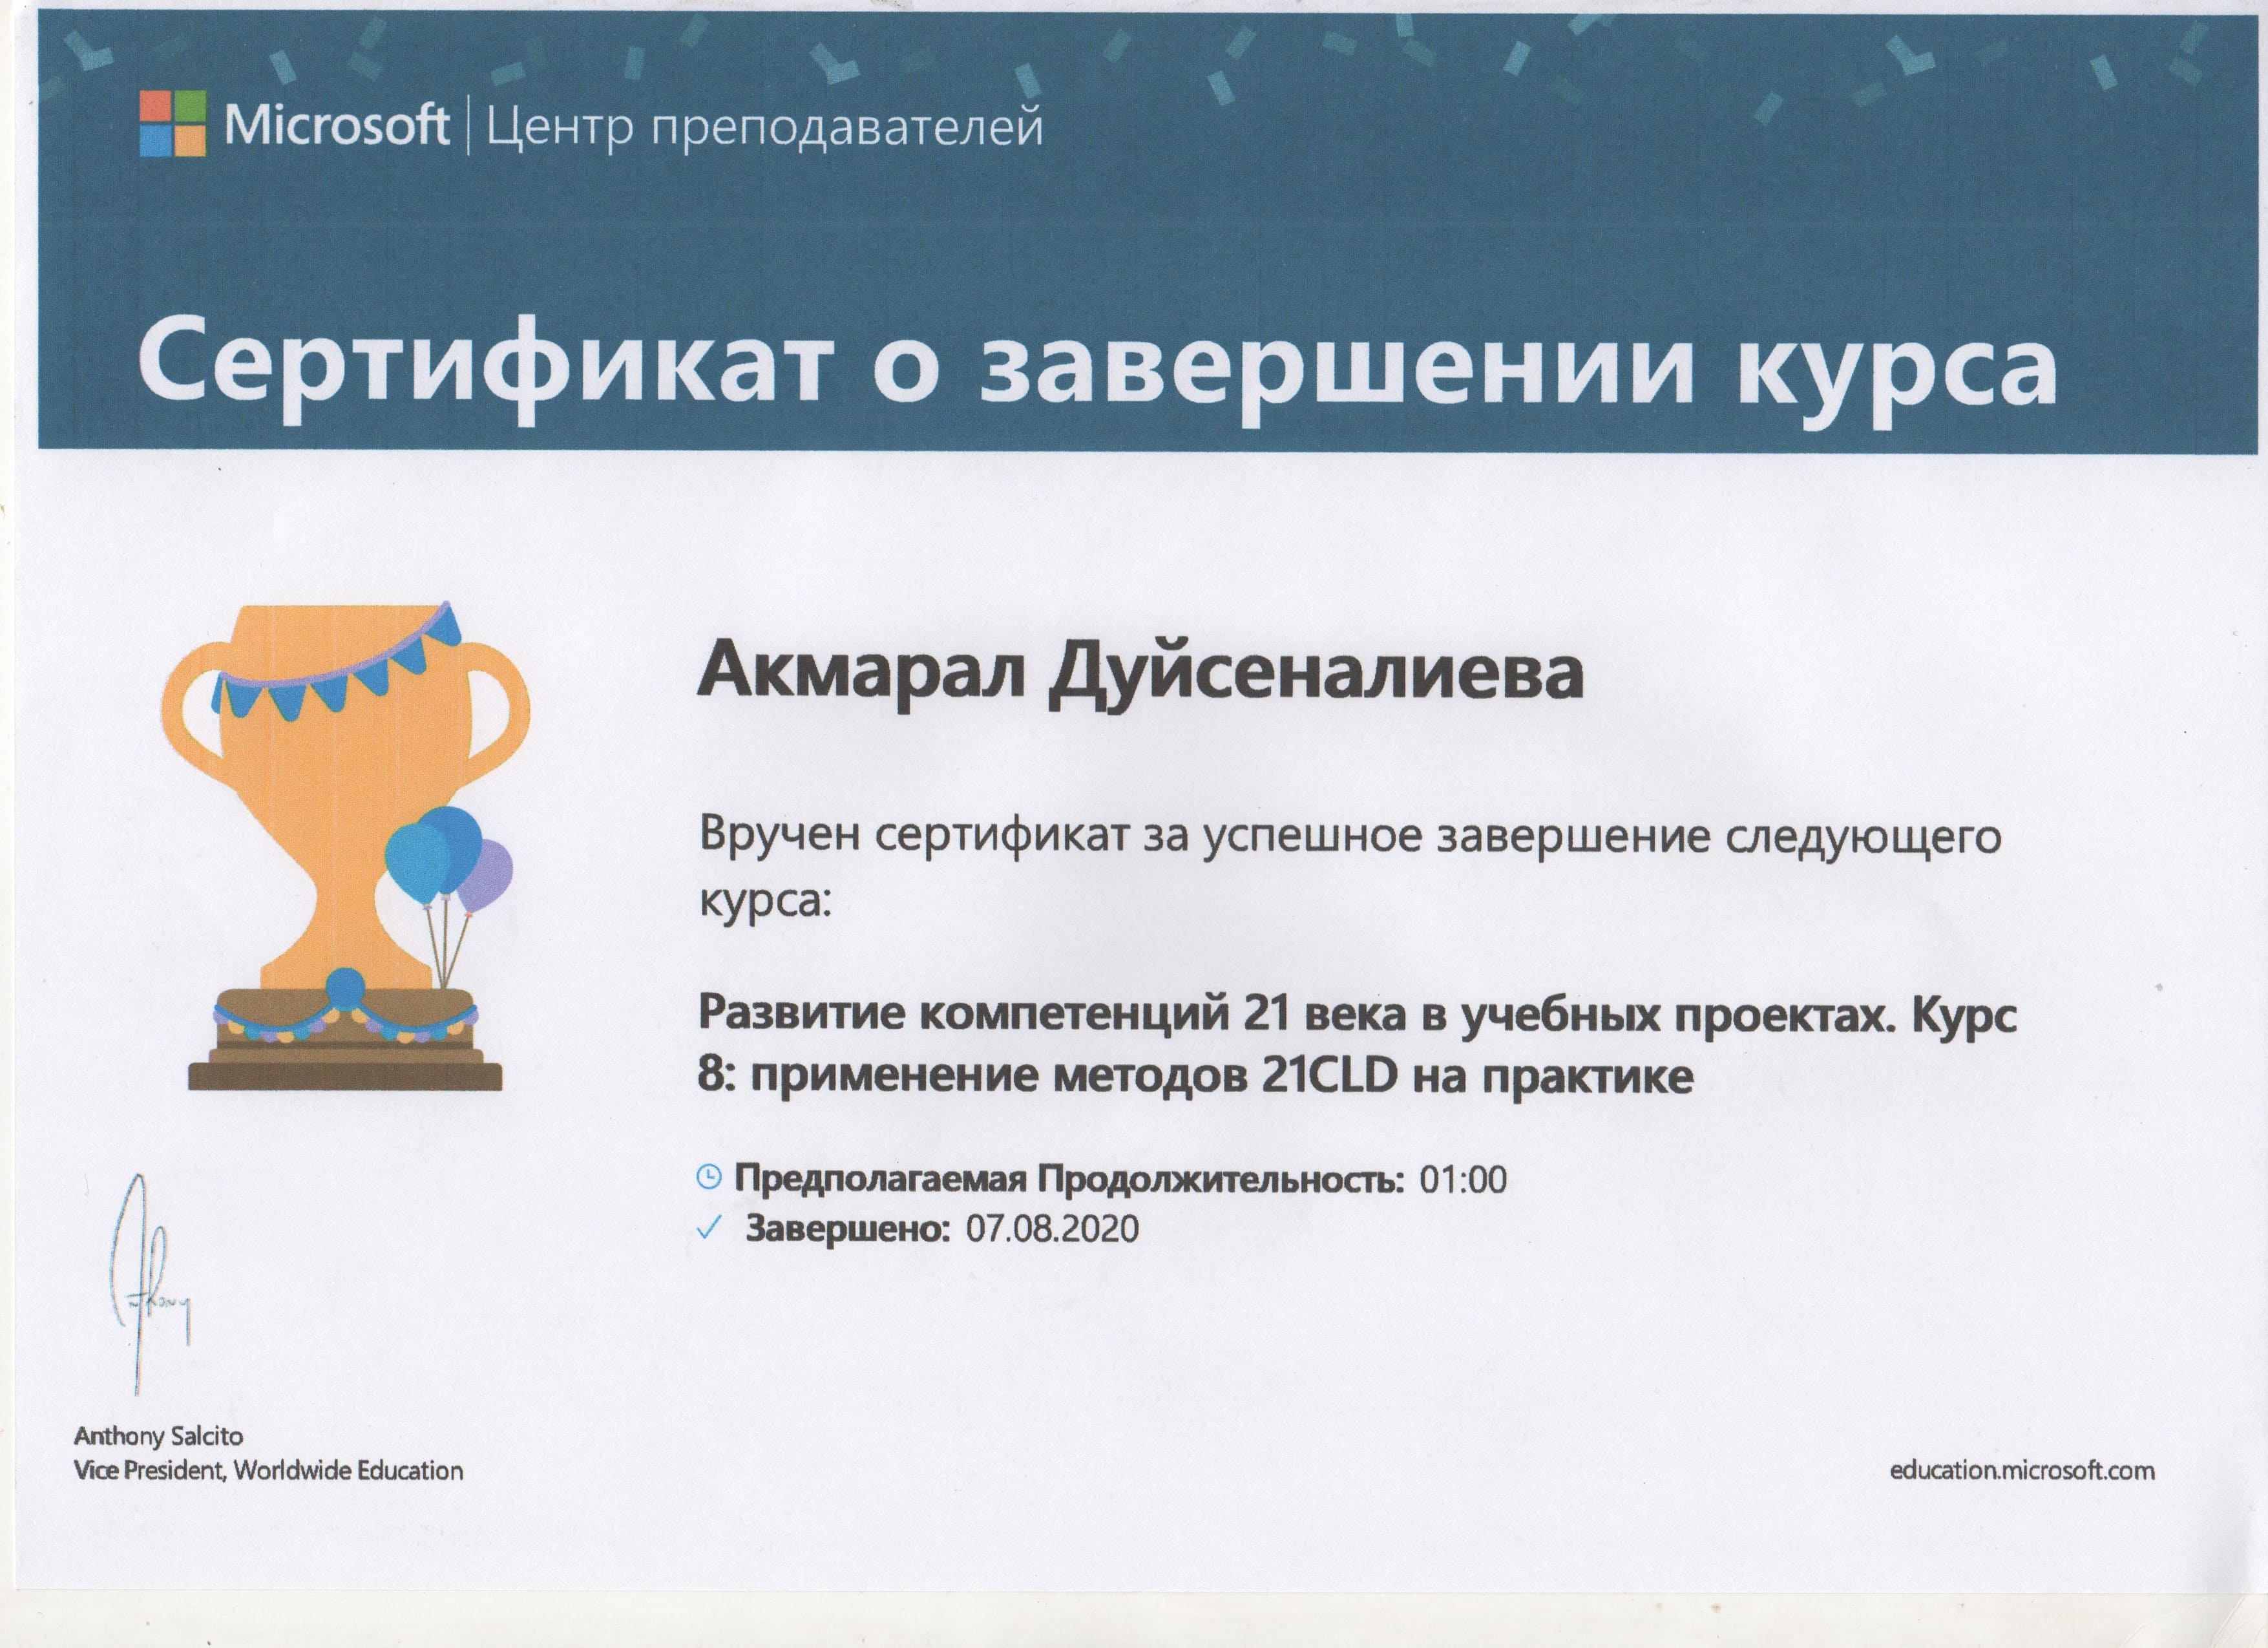 Microsoft | Центр преподавателей
Сертификат о завершении курса
Акмарал Дуйсеналиева
Вручен сертификат за успешное завершение следующего
курса:
Развитие компетенций 21 века в учебных проектах. Курс
8: применение методов 21CLD на практике
Предполагаемая Продолжительность: 01:00
Завершено: 07.08.2020
Anthony
Anthony Salcito
Vice President, Worldwide Education
education.microsoft.com